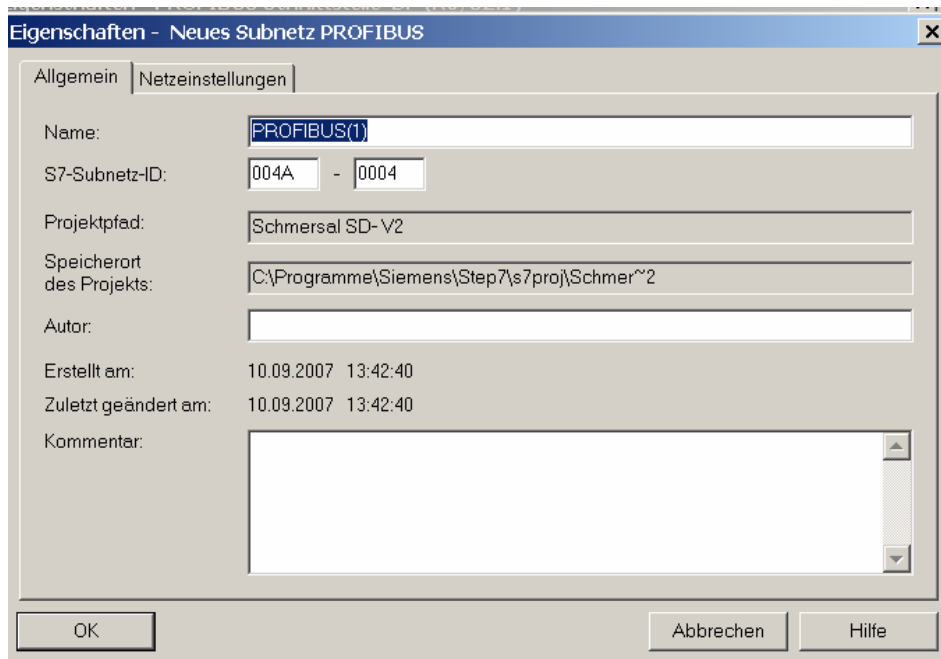 Eigenschaften - Neues Subnetz PROFIBUS
Allgemein
Netzeinstellungen
Name:
PROFIBUS(1)
S7-Subnetz-ID:
004A - 0004
Projektpfad:
Schmersal SD- V2
Speicherort
des Projekts:
C:\Programme\Siemens\Step7\s7proj\Schmer~2
Autor:
Erstellt am:
10.09.2007 13:42:40
Zuletzt geändert am:
10.09.2007 13:42:40
Kommentar:
OK
Abbrechen
Hilfe